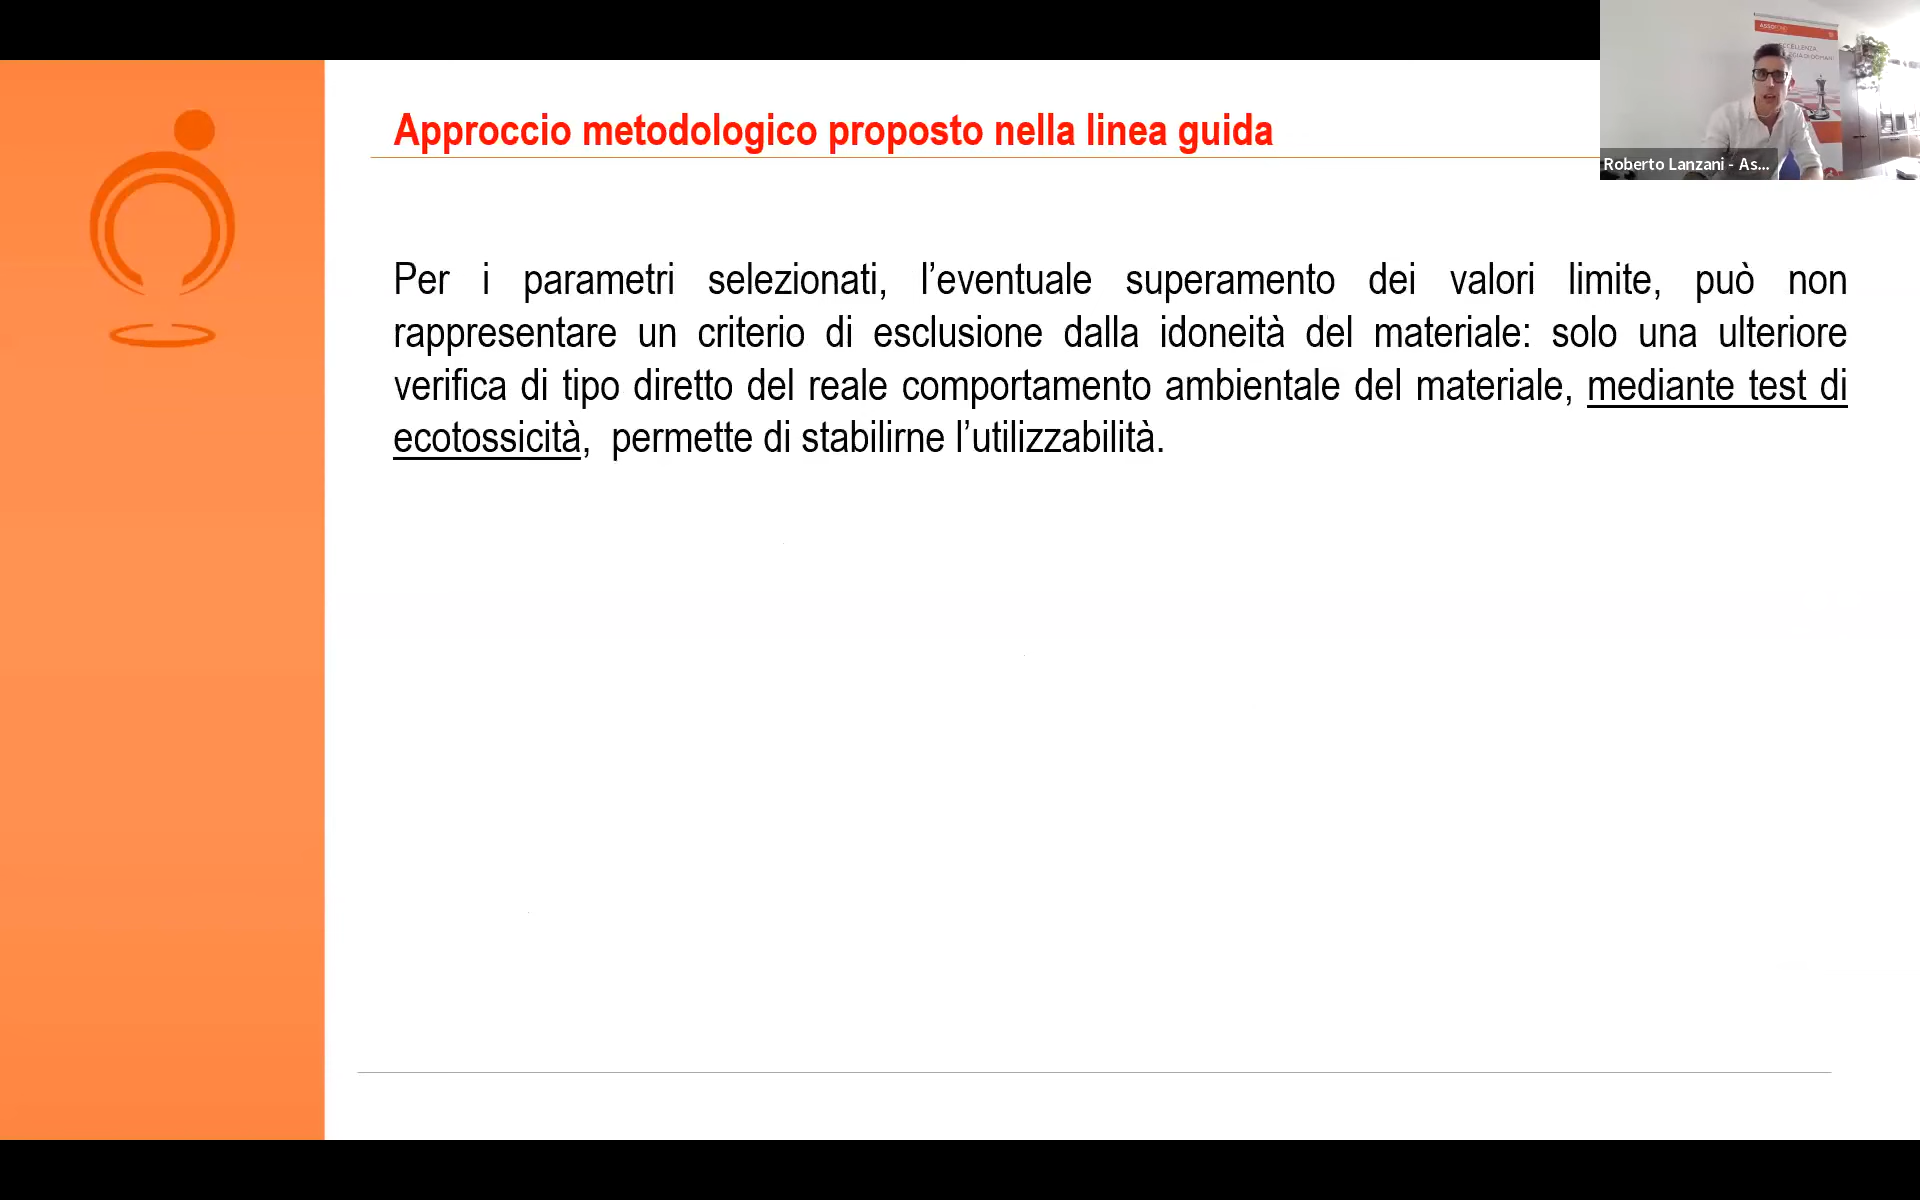 Approccio metodologico proposto nella linea guida
Per i parametri selezionati, l’eventuale superamento dei valori limite, può non
rappresentare un criterio di esclusione dalla idoneità del materiale: solo una ulteriore
verifica di tipo diretto del reale comportamento ambientale del materiale, mediante test di
ecotossicità, permette di stabilirne l’utilizzabilità.
Roberto Lanzani - As...